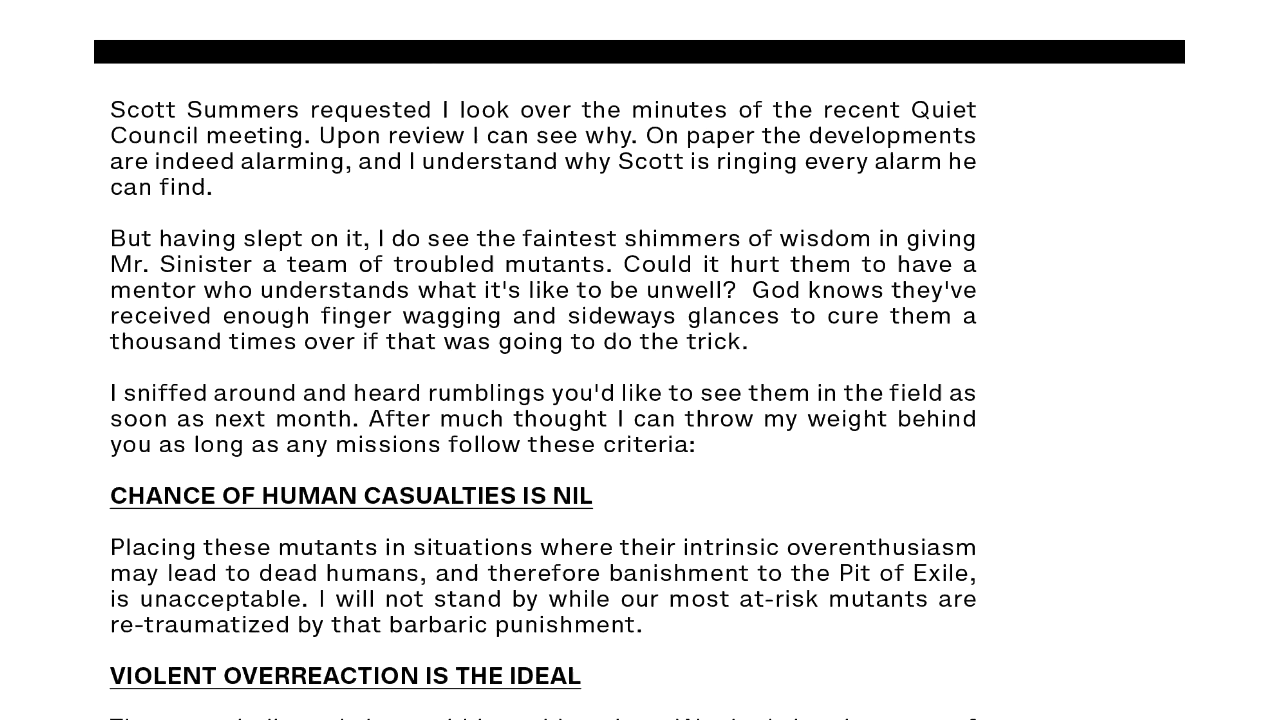 Scott Summers requested I look over the minutes of the recent Quiet
Council meeting. Upon review I can see why. On paper the developments
are indeed alarming, and I understand why Scott is ringing every alarm he
can find.
But having slept on it, I do see the faintest shimmers of wisdom in giving
Mr. Sinister a team of troubled mutants. Could it hurt them to have a
mentor who understands what it's like to be unwell?  God knows they've
received enough finger wagging and sideways glances to cure them a
thousand times over if that was going to do the trick.
I sniffed around and heard rumblings you'd like to see them in the field as
soon as next month. After much thought I can throw my weight behind
you as long as any missions follow these criteria:
CHANCE OF HUMAN CASUALTIES IS NIL
Placing these mutants in situations where their intrinsic overenthusiasm
may lead to dead humans, and therefore banishment to the Pit of Exile,
is unacceptable. I will not stand by while our most at-risk mutants are
re-traumatized by that barbaric punishment.
VIOLENT OVERREACTION IS THE IDEAL